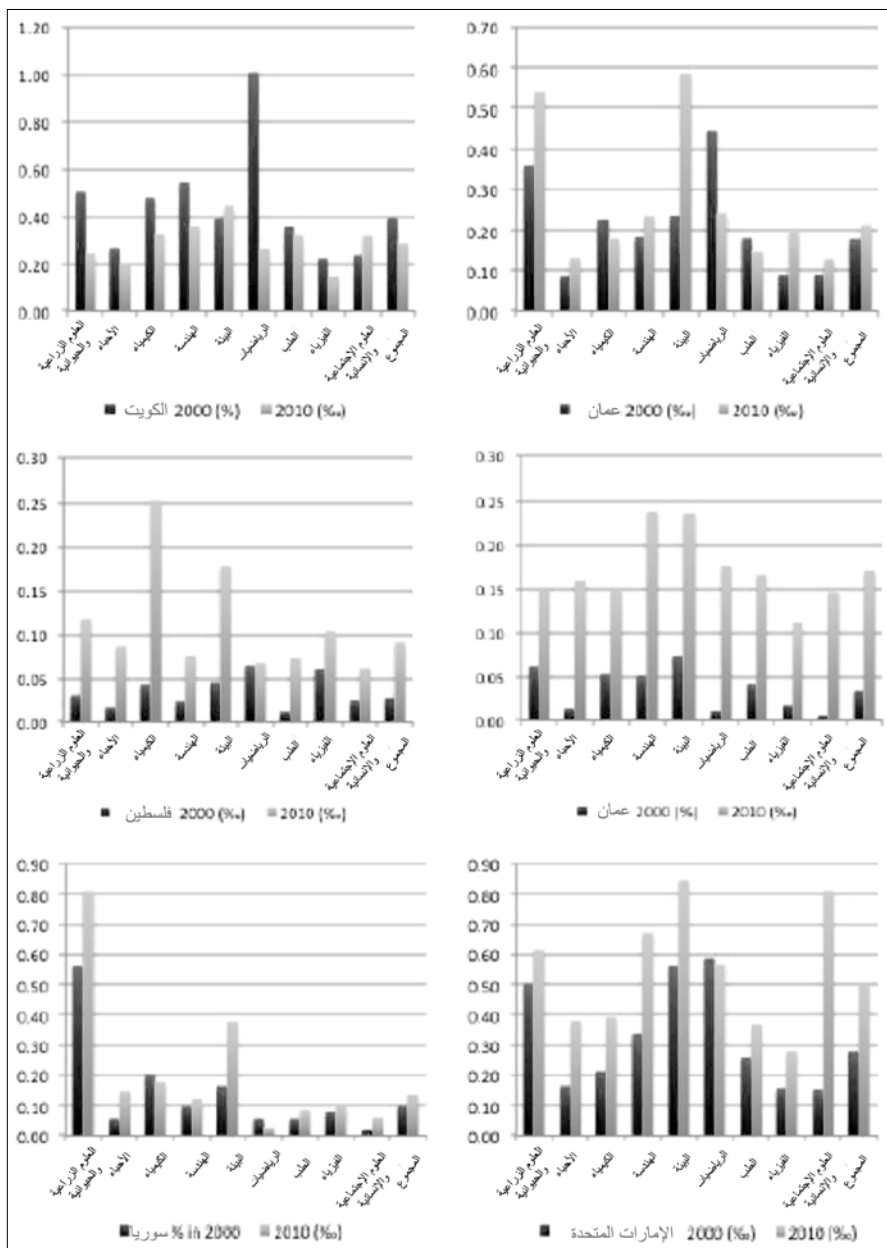 1.20
1.00
0.80
0.60
0.40
0.20
0.00
العلوم الزراعية والحيوانية
الأحياء
الكيمياء
الهندسة
البيئة
الرياضيات
الطب
الفيزياء
العلوم الإجتماعية والإنسانية
المجموع
الكويت 2000 (%) 2010 (‰)
0.70
0.60
0.50
0.40
0.30
0.20
0.10
0.00
العلوم الزراعية والحيوانية
الأحياء
الكيمياء
الهندسة
البيئة
الرياضيات
الطب
الفيزياء
العلوم الإجتماعية والإنسانية
المجموع
عمان 2000 (‰) 2010 (‰)
0.30
0.25
0.20
0.15
0.10
0.05
0.00
العلوم الزراعية والحيوانية
الأحياء
الكيمياء
الهندسة
البيئة
الرياضيات
الطب
الفيزياء
العلوم الإجتماعية والإنسانية
المجموع
فلسطين 2000 (‰) 2010 (‰)
0.30
0.25
0.20
0.15
0.10
0.05
0.00
العلوم الزراعية والحيوانية
الأحياء
الكيمياء
الهندسة
البيئة
الرياضيات
الطب
الفيزياء
العلوم الإجتماعية والإنسانية
المجموع
عمان 2000 (%) 2010 (‰)
0.90
0.80
0.70
0.60
0.50
0.40
0.30
0.20
0.10
0.00
العلوم الزراعية والحيوانية
الأحياء
الكيمياء
الهندسة
البيئة
الرياضيات
الطب
الفيزياء
العلوم الإجتماعية والإنسانية
المجموع
سوريا % in 2000 2010 (‰)
0.90
0.80
0.70
0.60
0.50
0.40
0.30
0.20
0.10
0.00
العلوم الزراعية والحيوانية
الأحياء
الكيمياء
الهندسة
البيئة
الرياضيات
الطب
الفيزياء
العلوم الإجتماعية والإنسانية
المجموع
الإمارات المتحدة 2000 (‰) 2010 (‰)